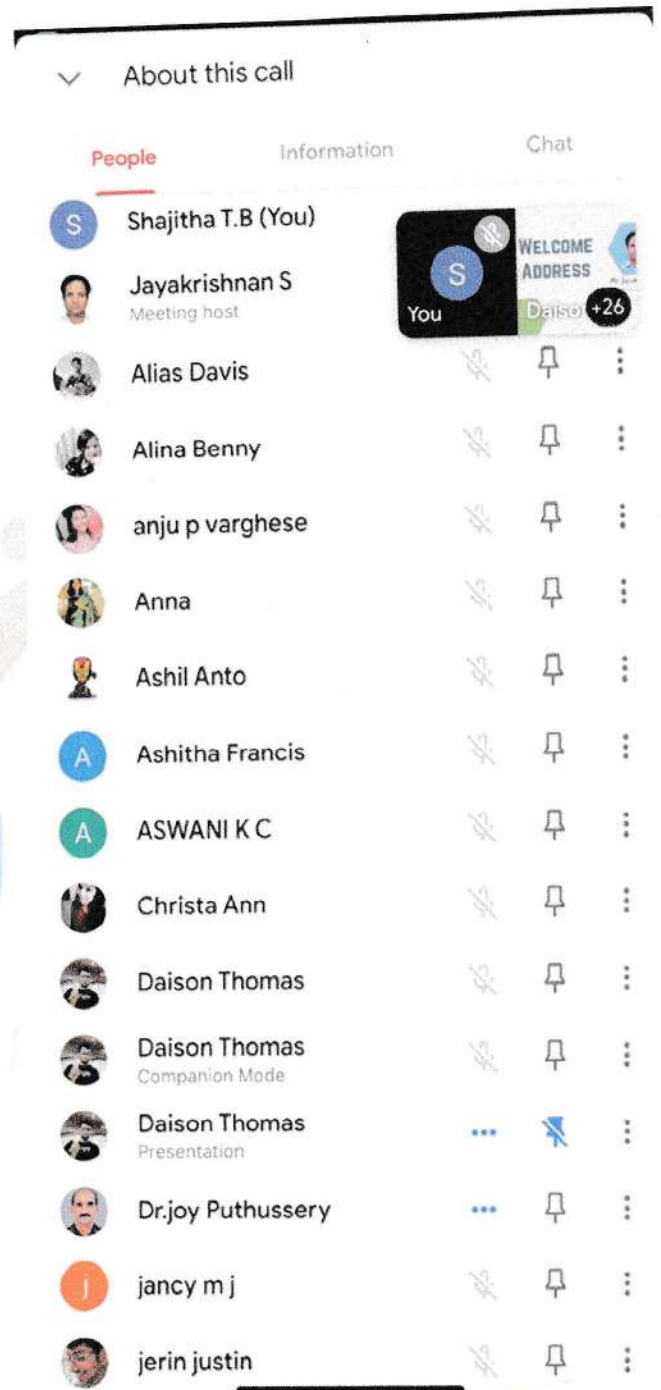 About this call
People Information Chat
S Shajitha T.B (You)
Jayakrishnan S
Meeting host
S
You
WELCOME
ADDRESS
Daiso +26
Alias Davis
Alina Benny
anju p varghese
Anna
Ashil Anto
A Ashitha Francis
A ASWANI K C
Christa Ann
Daison Thomas
Daison Thomas
Companion Mode
Daison Thomas
Presentation
Dr.joy Puthussery
j jancy m j
jerin justin